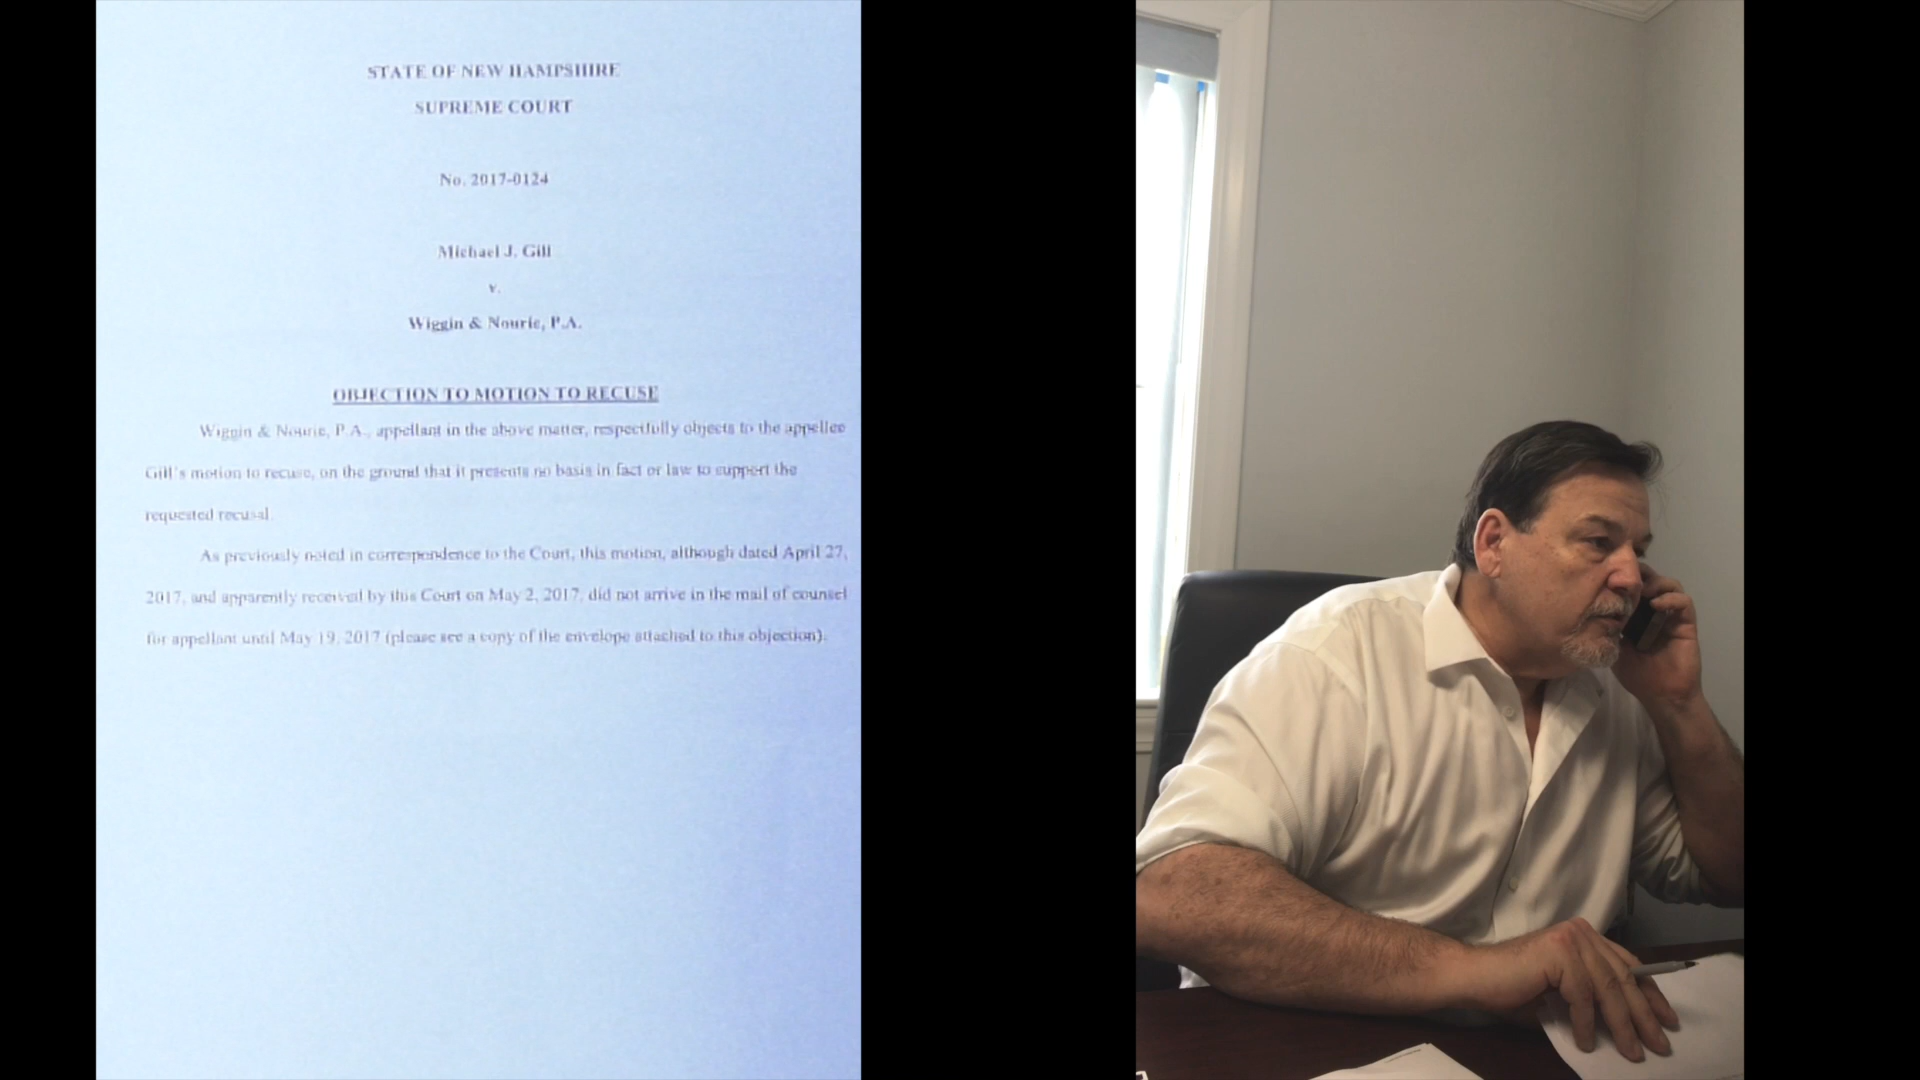 STATE OF NEW HAMPSHIRE
SUPREME COURT
No. 2017-0124
Michael J. Gill
v.
Wiggin & Nourie, P.A.
OBJECTION TO MOTION TO RECUSE
Wiggin & Nourie, P.A., appellant in the above matter, respectfully objects to the appellee
Gill's motion to recuse, on the ground that it presents no basis in fact or law to support the
requested recusal.
As previously noted in correspondence to the Court, this motion, although dated April 27,
2017, and apparently received by this Court on May 2, 2017, did not arrive in the mail of counsel
for appellant until May 19, 2017 (please see a copy of the envelope attached to this objection).